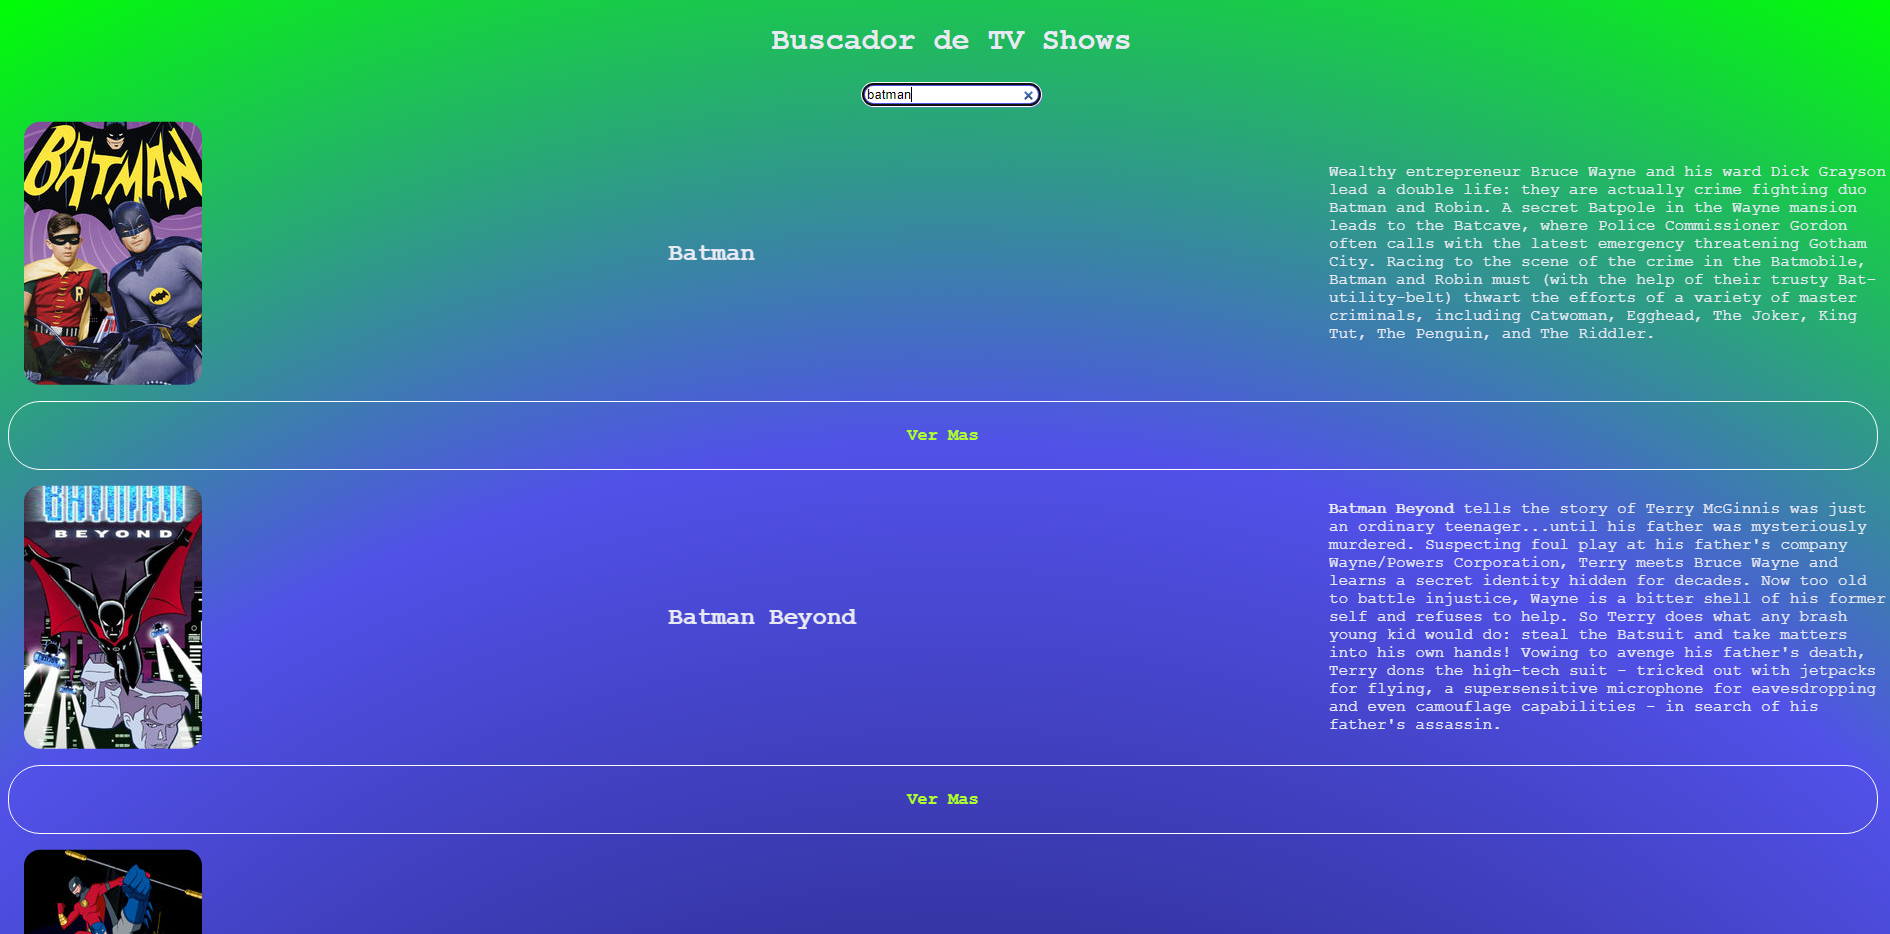 Buscador de TV Shows
batman
BATMAN
R
Batman
Wealthy entrepreneur Bruce Wayne and his ward Dick Grayson
lead a double life: they are actually crime fighting duo
Batman and Robin. A secret Batpole in the Wayne mansion
leads to the Batcave, where Police Commissioner Gordon
often calls with the latest emergency threatening Gotham
City. Racing to the scene of the crime in the Batmobile,
Batman and Robin must (with the help of their trusty Bat-
utility-belt) thwart the efforts of a variety of master
criminals, including Catwoman, Egghead, The Joker, King
Tut, The Penguin, and The Riddler.
Ver Mas
BATMAN
BEYOND
Batman Beyond
Batman Beyond tells the story of Terry McGinnis was just
an ordinary teenager...until his father was mysteriously
murdered. Suspecting foul play at his father's company
Wayne/Powers Corporation, Terry meets Bruce Wayne and
learns a secret identity hidden for decades. Now too old
to battle injustice, Wayne is a bitter shell of his former
self and refuses to help. So Terry does what any brash
young kid would do: steal the Batsuit and take matters
into his own hands! Vowing to avenge his father's death,
Terry dons the high-tech suit - tricked out with jetpacks
for flying, a supersensitive microphone for eavesdropping
and even camouflage capabilities - in search of his
father's assassin.
Ver Mas